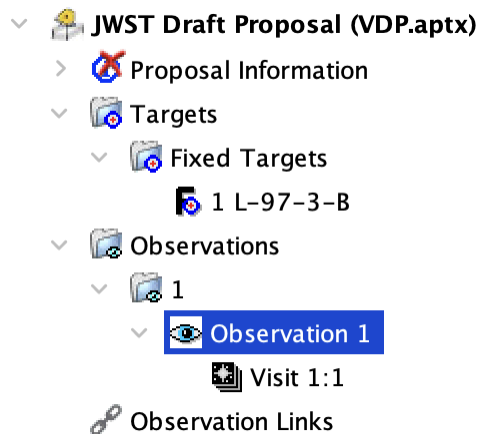 JWST Draft Proposal (VDP.aptx)
Proposal Information
Targets
Fixed Targets
1 L-97-3-B
Observations
1
Observation 1
Visit 1:1
Observation Links